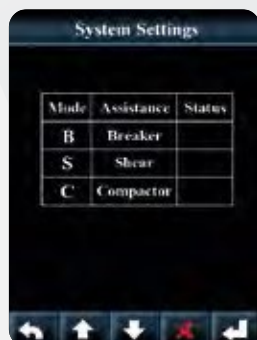 System Settings
Mode Assistance Status
B Breaker
S Shear
C Compactor